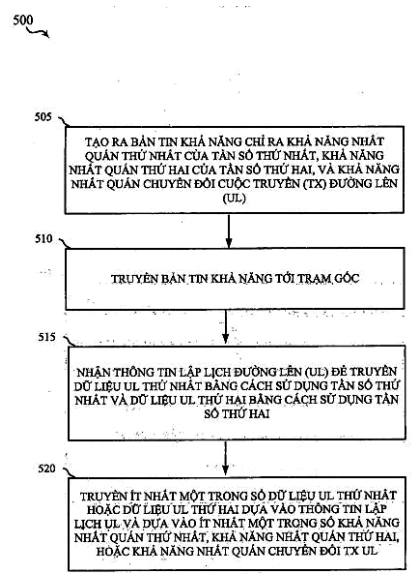 500
505
TẠO RA BẢN TIN KHẢ NĂNG CHỈ RA KHẢ NĂNG NHẤT
QUÁN THỨ NHẤT CỦA TẦN SỐ THỨ NHẤT, KHẢ NĂNG
NHẤT QUÁN THỨ HAI CỦA TẦN SỐ THỨ HAI, VÀ KHẢ NĂNG
NHẤT QUÁN CHUYỂN ĐỔI CUỘC TRUYỀN (TX) ĐƯỜNG LÊN
(UL)
510
TRUYỀN BẢN TIN KHẢ NĂNG TỚI TRẠM GỐC
515
NHẬN THÔNG TIN LẬP LỊCH ĐƯỜNG LÊN (UL) ĐỂ TRUYỀN
DỮ LIỆU UL THỨ NHẤT BẰNG CÁCH SỬ DỤNG TẦN SỐ THỨ
NHẤT VÀ DỮ LIỆU UL THỨ HAI BẰNG CÁCH SỬ DỤNG TẦN
SỐ THỨ HAI
520
TRUYỀN ÍT NHẤT MỘT TRONG SỐ DỮ LIỆU UL THỨ NHẤT
HOẶC DỮ LIỆU UL THỨ HAI DỰA VÀO THÔNG TIN LẬP
LỊCH UL VÀ DỰA VÀO ÍT NHẤT MỘT TRONG SỐ KHẢ NĂNG
NHẤT QUÁN THỨ NHẤT, KHẢ NĂNG NHẤT QUÁN THỨ HAI,
HOẶC KHẢ NĂNG NHẤT QUÁN CHUYỂN ĐỔI TX UL